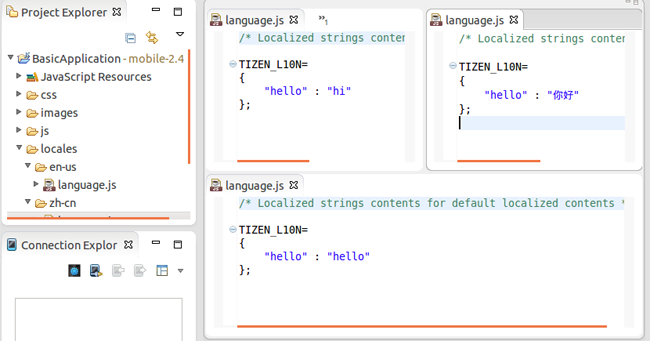 Project Explorer
BasicApplication - mobile-2.4
JavaScript Resources
css
images
js
locales
en-us
language.js
zh-cn
Connection Explor
language.js
»1
/* Localized strings conten
TIZEN_L10N=
{
"hello" : "hi"
};
language.js
/* Localized strings conten
TIZEN_L10N=
{
"hello" : "你好"
};
language.js
/* Localized strings contents for default localized contents *
TIZEN_L10N=
{
"hello" : "hello"
};